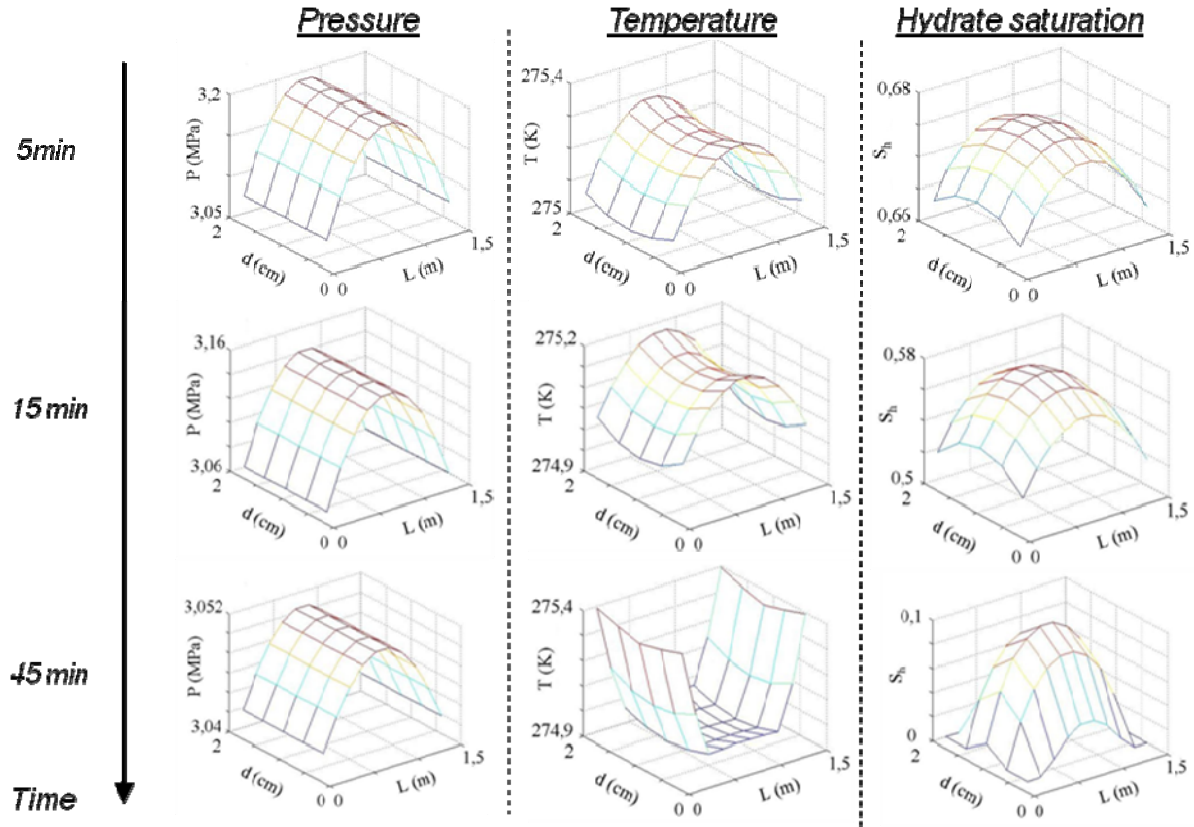 Pressure Temperature Hydrate saturation
5min
3,2
P (MPa)
3,05
2
d (cm)
0 0
L (m)
1,5
275,4
T (K)
275
2
d (cm)
0 0
L (m)
1,5
0,68
Sh
0,66
2
d (cm)
0 0
L (m)
1,5
15 min
3,16
P (MPa)
3,06
2
d (cm)
0 0
L (m)
1,5
275,2
T (K)
274,9
2
d (cm)
0 0
L (m)
1,5
0,58
Sh
0,5
2
d (cm)
0 0
L (m)
1,5
45 min
3,052
P (MPa)
3,04
2
d (cm)
0 0
L (m)
1,5
275,4
T (K)
274,9
2
d (cm)
0 0
L (m)
1,5
0,1
Sh
0
2
d (cm)
0 0
L (m)
1,5
Time